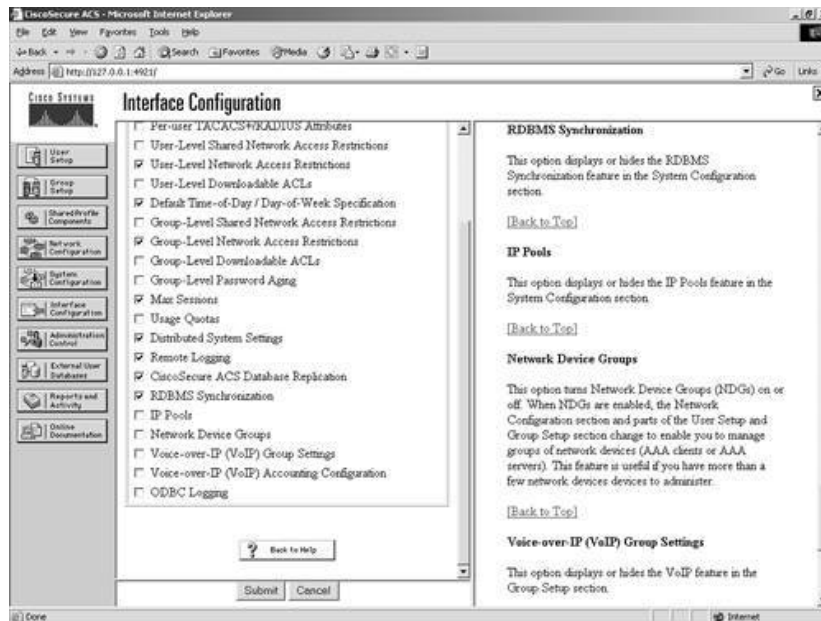 CiscoSecure ACS - Microsoft Internet Explorer
File Edit View Favorites Tools Help
Back Search Favorites Media
Address http://127.0.0.1:4921/ Go Links
CISCO SYSTEMS
Interface Configuration
User Setup
Group Setup
Shared Profile Components
Network Configuration
System Configuration
Interface Configuration
Administration Control
External User Databases
Reports and Activity
Online Documentation
Per-user TACACS+/RADIUS Attributes
User-Level Shared Network Access Restrictions
User-Level Network Access Restrictions
User-Level Downloadable ACLs
Default Time-of-Day / Day-of-Week Specification
Group-Level Shared Network Access Restrictions
Group-Level Network Access Restrictions
Group-Level Downloadable ACLs
Group-Level Password Aging
Max Sessions
Usage Quotas
Distributed System Settings
Remote Logging
CiscoSecure ACS Database Replication
RDBMS Synchronization
IP Pools
Network Device Groups
Voice-over-IP (VoIP) Group Settings
Voice-over-IP (VoIP) Accounting Configuration
ODBC Logging
? Back to Help
Submit Cancel
RDBMS Synchronization
This option displays or hides the RDBMS
Synchronization feature in the System Configuration
section.
[Back to Top]
IP Pools
This option displays or hides the IP Pools feature in the
System Configuration section.
[Back to Top]
Network Device Groups
This option turns Network Device Groups (NDGs) on or
off. When NDGs are enabled, the Network
Configuration section and parts of the User Setup and
Group Setup section change to enable you to manage
groups of network devices (AAA clients or AAA
servers). This feature is useful if you have more than a
few network devices devices to administer.
[Back to Top]
Voice-over-IP (VoIP) Group Settings
This option displays or hides the VoIP feature in the
Group Setup section.
Done Internet